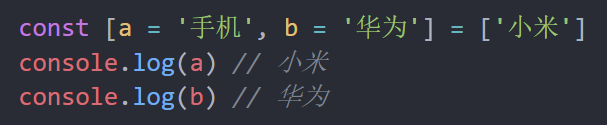 const [a = '手机', b = '华为'] = ['小米']
console.log(a) // 小米
console.log(b) // 华为